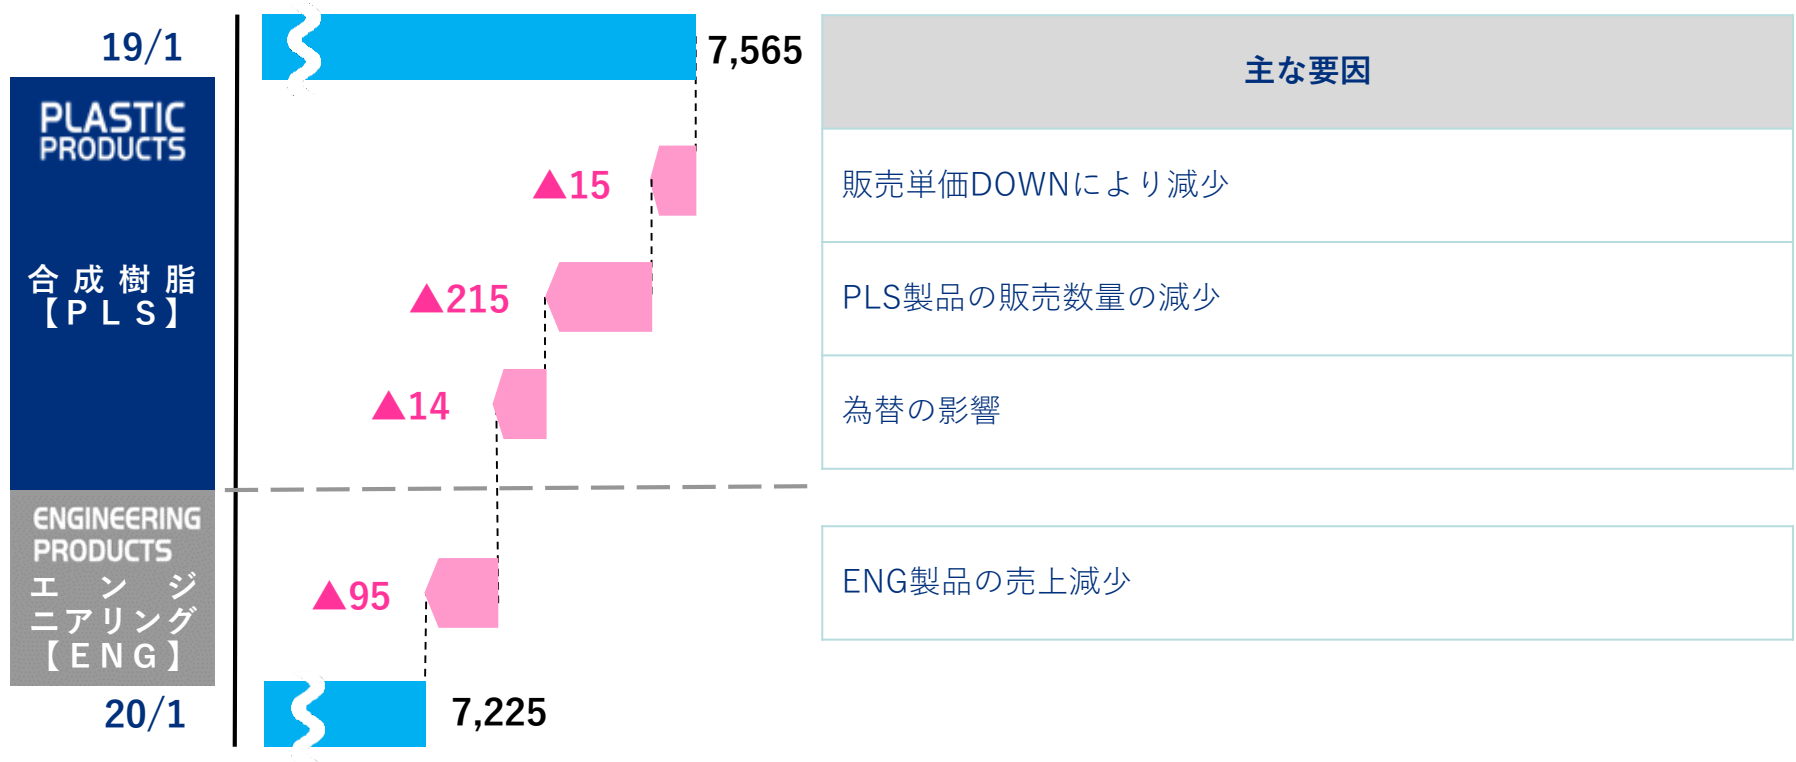 19/1
7,565
主な要因
PLASTIC
PRODUCTS
合成樹脂
【PLS】
▲15
販売単価DOWNにより減少
▲215
PLS製品の販売数量の減少
▲14
為替の影響
ENGINEERING
PRODUCTS
エンジ
ニアリング
【ENG】
▲95
ENG製品の売上減少
20/1
7,225